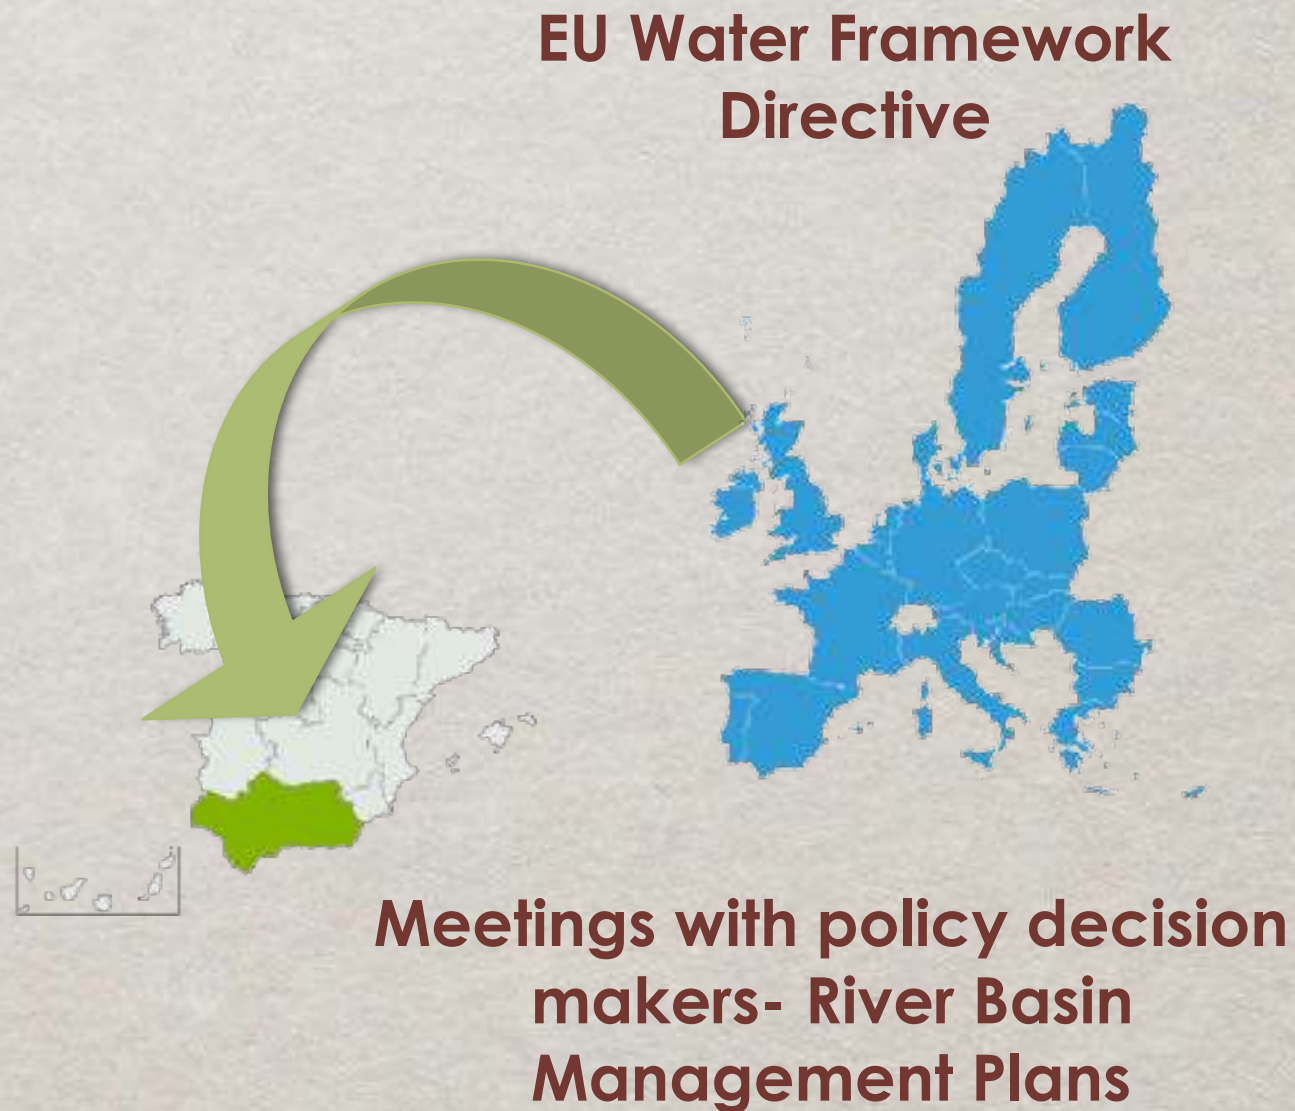 EU Water Framework
Directive
Meetings with policy decision
makers- River Basin
Management Plans